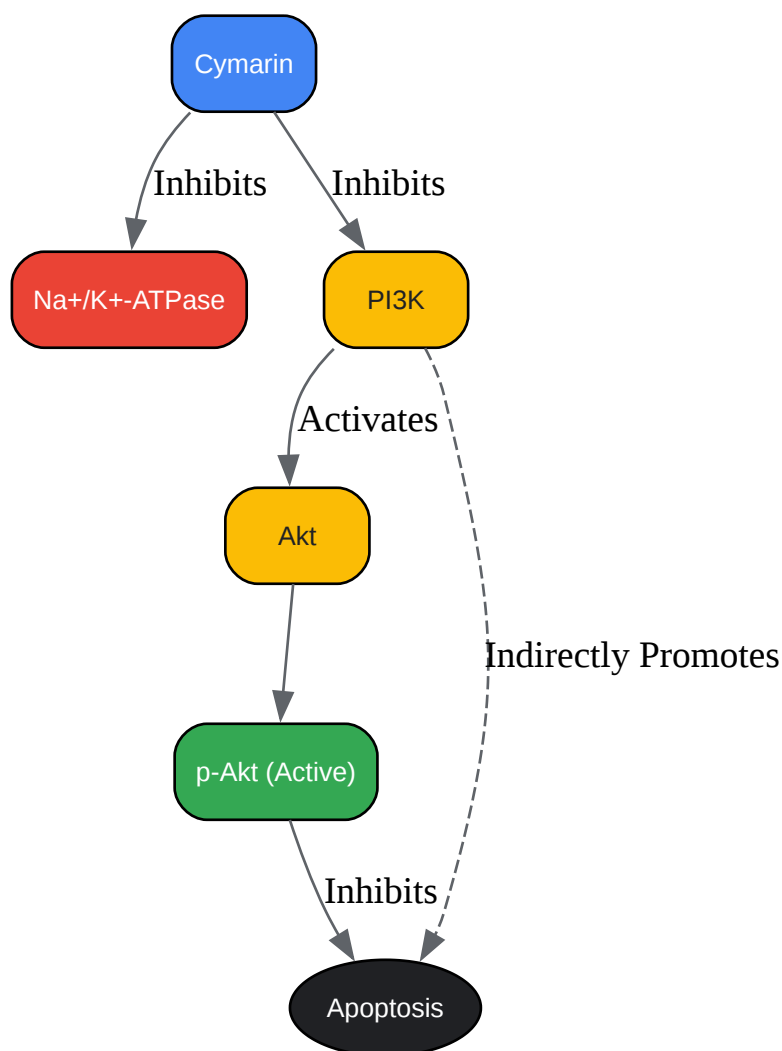 Cymarin
Inhibits
Inhibits
Na+/K+-ATPase
PI3K
Activates
Akt
Indirectly Promotes
p-Akt (Active)
Inhibits
Apoptosis